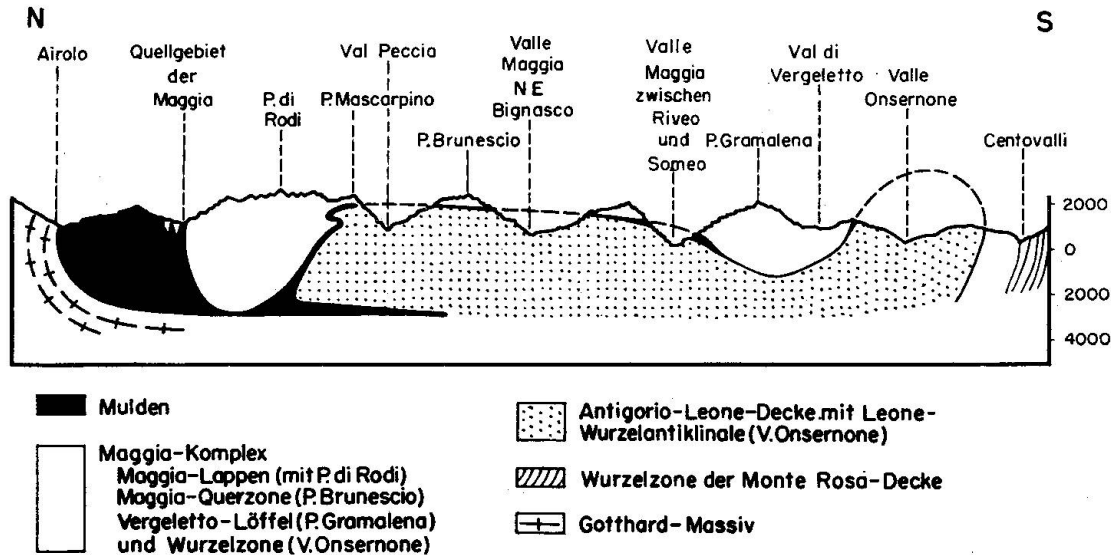 N
S
Airolo
Quellgebiet
der
Maggia
P. di
Rodi
P. Mascarpino
Val Peccia
P. Brunescio
Valle
Maggia
NE
Bignasco
Valle
Maggia
zwischen
Riveo
und
Someo
P. Gramalena
Val di
Vergeletto
Valle
Onsernone
Centovalli
2000
0
2000
4000
Mulden
Maggia-Komplex
Maggia-Lappen (mit P. di Rodi)
Maggia-Querzone (P. Brunescio)
Vergeletto-Löffel (P. Gramalena)
und Wurzelzone (V. Onsernone)
Antigorio-Leone-Decke mit Leone-
Wurzelantiklinale (V. Onsernone)
Wurzelzone der Monte Rosa-Decke
Gotthard-Massiv